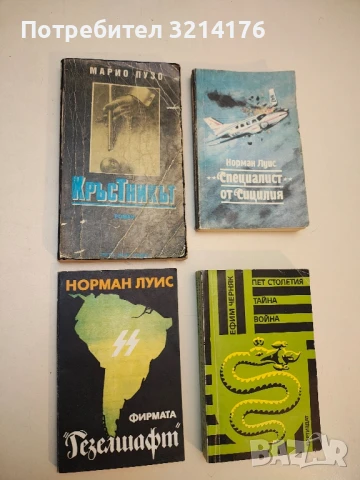 Потребител: 3214176
МАРИО ПУЗО
КРЪСТНИКЪТ
Норман Луис
Специалист
от Сицилия
НОРМАН ЛУИС
ФИРМАТА
"Гезелшафт"
ЕФИМ ЧЕРНЯК
ПЕТ СТОЛЕТИЯ
ТАЙНА
ВОЙНА
BAZAR